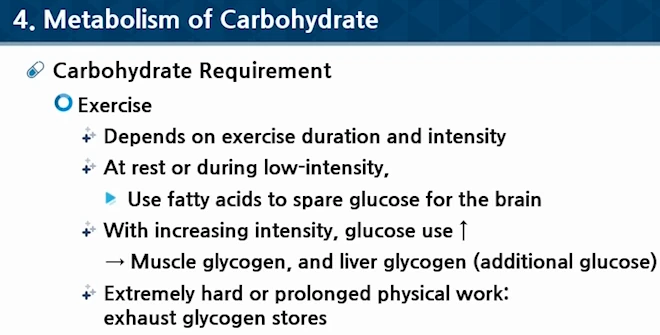 4. Metabolism of Carbohydrate
Carbohydrate Requirement
Exercise
Depends on exercise duration and intensity
At rest or during low-intensity,
Use fatty acids to spare glucose for the brain
With increasing intensity, glucose use ↑
→ Muscle glycogen, and liver glycogen (additional glucose)
Extremely hard or prolonged physical work:
exhaust glycogen stores